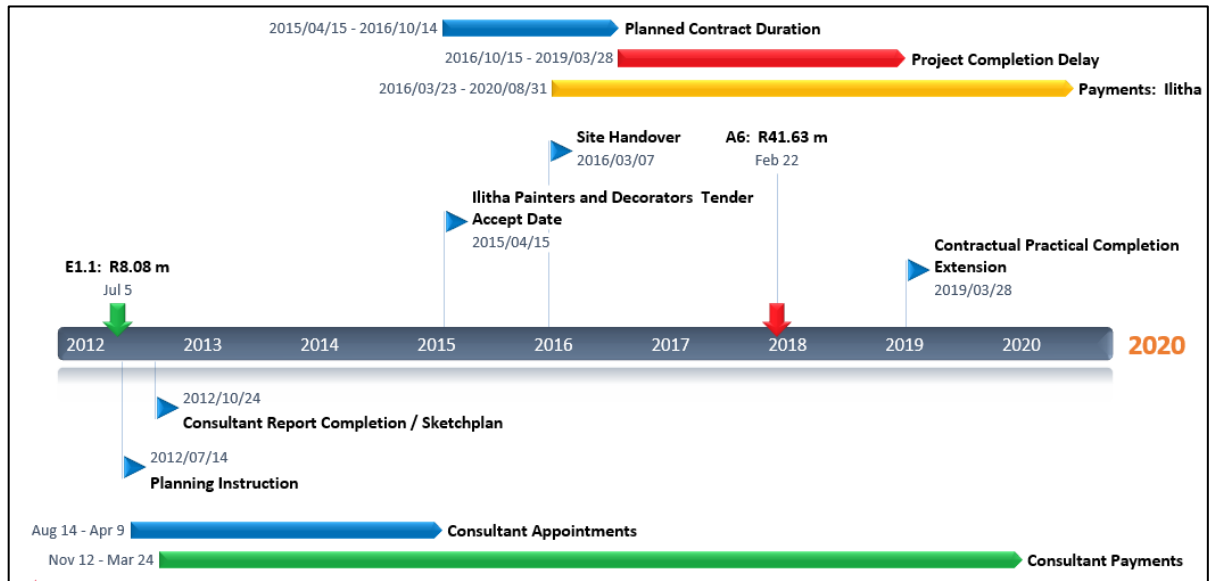 2015/04/15 - 2016/10/14 Planned Contract Duration
2016/10/15 - 2019/03/28 Project Completion Delay
2016/03/23 - 2020/08/31 Payments: Ilitha
Site Handover
2016/03/07
A6: R41.63 m
Feb 22
Ilitha Painters and Decorators Tender
Accept Date
2015/04/15
Contractual Practical Completion
Extension
2019/03/28
E1.1: R8.08 m
Jul 5
2012 2013 2014 2015 2016 2017 2018 2019 2020 2020
2012/10/24
Consultant Report Completion / Sketchplan
2012/07/14
Planning Instruction
Aug 14 - Apr 9 Consultant Appointments
Nov 12 - Mar 24 Consultant Payments